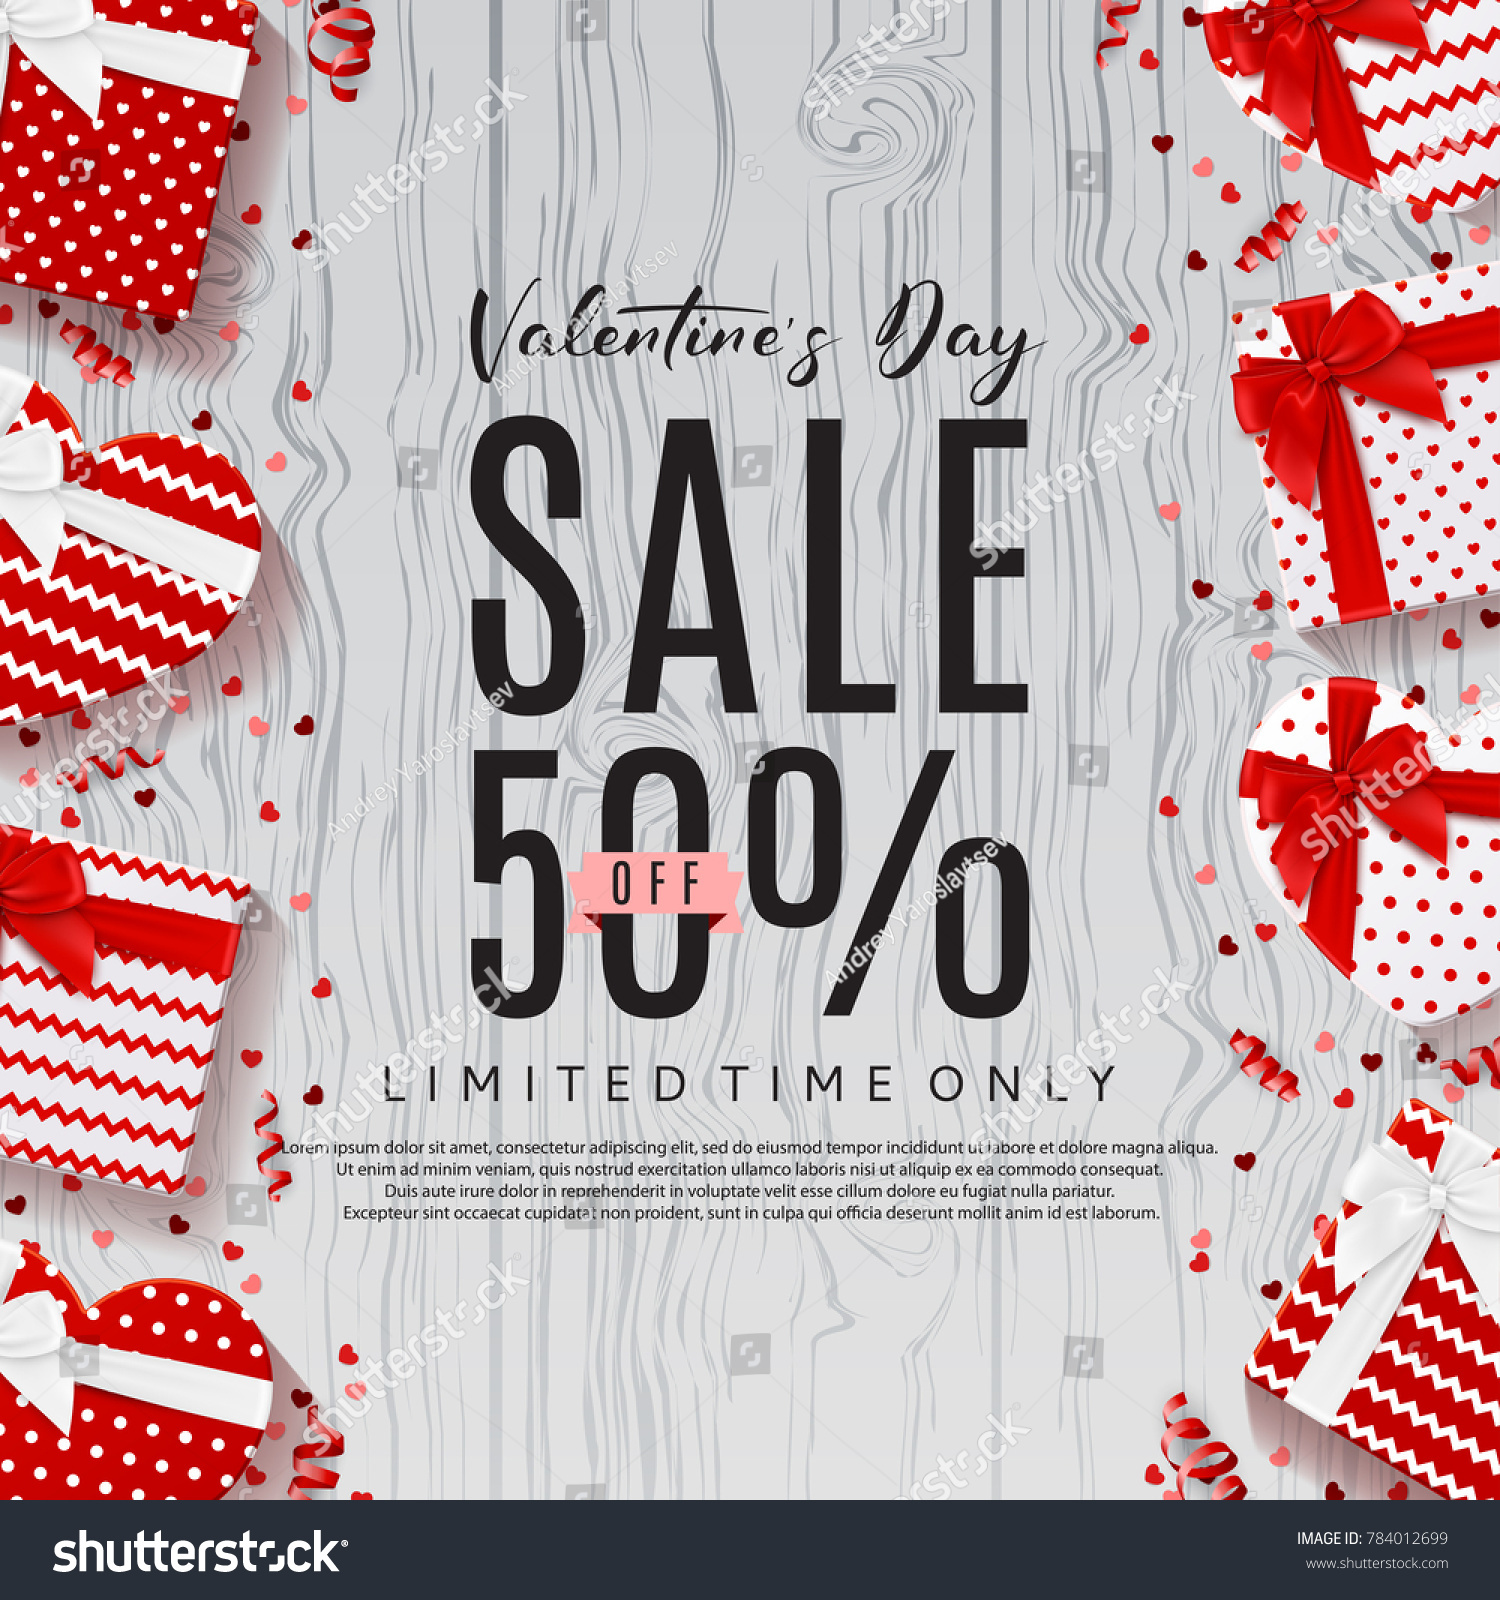 Valentine's Day
SALE
50%
OFF
LIMITED TIME ONLY
Lorem ipsum dolor sit amet, consectetur adipiscing elit, sed do eiusmod tempor incididunt ut labore et dolore magna aliqua.
Ut enim ad minim veniam, quis nostrud exercitation ullamco laboris nisi ut aliquip ex ea commodo consequat.
Duis aute irure dolor in reprehenderit in voluptate velit esse cillum dolore eu fugiat nulla pariatur.
Excepteur sint occaecat cupidatat non proident, sunt in culpa qui officia deserunt mollit anim id est laborum.
shutterstock
Andrey Yaroslavtsev
shutterstock
IMAGE ID: 784012699
www.shutterstock.com